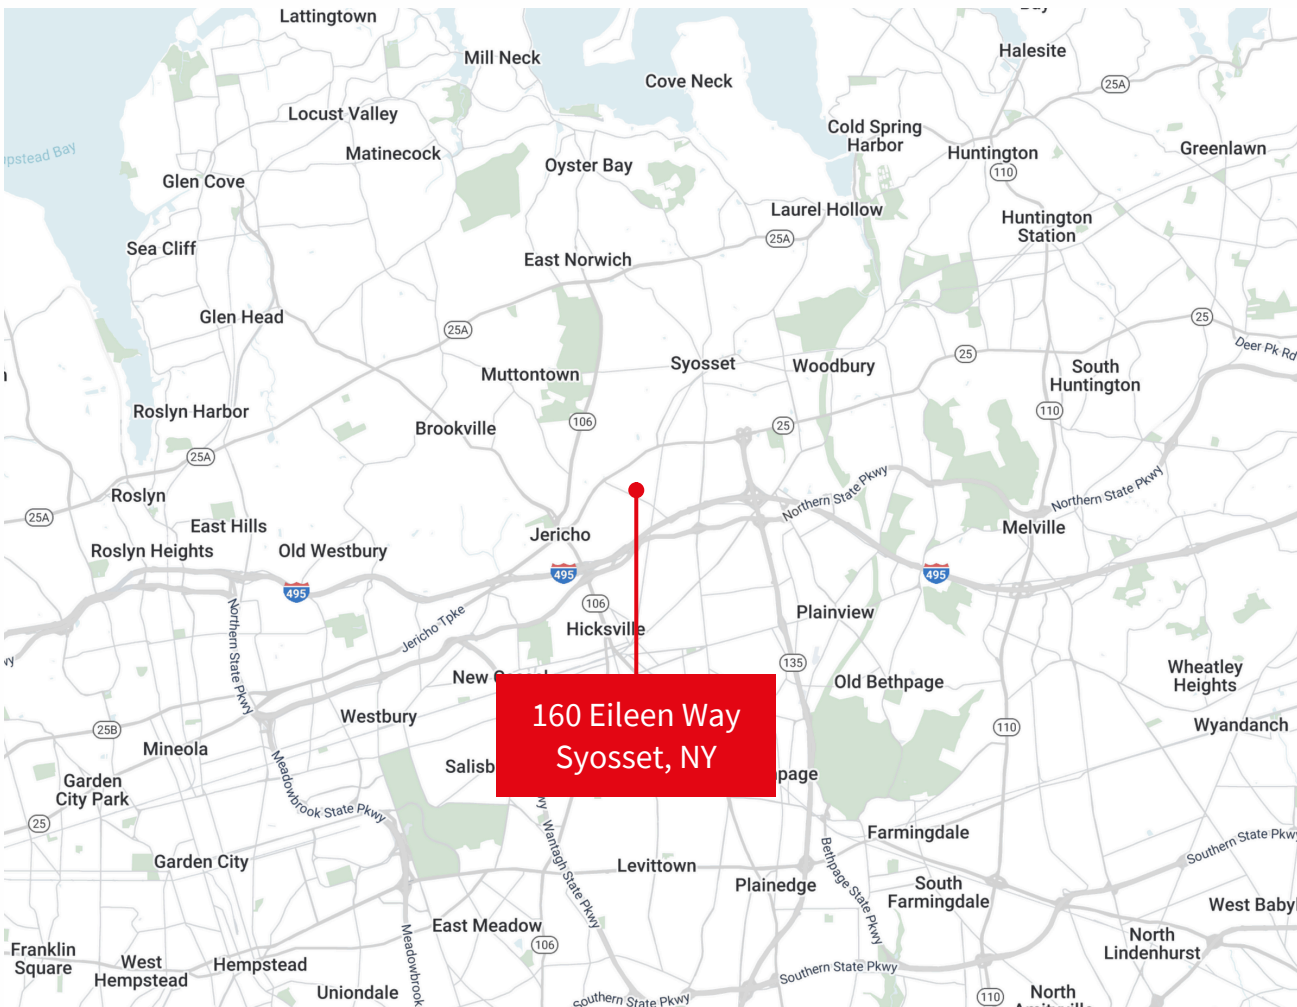 Lattingtown
Mill Neck
Cove Neck
Halesite
25A
Locust Valley
Cold Spring
Harbor
Matinecock
Huntington
Greenlawn
Oyster Bay
110
Glen Cove
Laurel Hollow
Huntington
Station
Sea Cliff
25A
East Norwich
Glen Head
25A
25
Deer Pk Rd
25
Syosset
Woodbury
South
Huntington
Muttontown
Roslyn Harbor
110
Brookville
106
25
25A
Roslyn
Northern State Pkwy
Northern State Pkwy
25A
East Hills
Jericho
Melville
Roslyn Heights
Old Westbury
495
495
495
106
Plainview
Jericho Tpke
Northern State Pkwy
Hicksville
135
Wheatley
Heights
New
Old Bethpage
160 Eileen Way
Syosset, NY
Westbury
25B
110
Wyandanch
Mineola
Garden
City Park
Meadowbrook State Pkwy
25
Farmingdale
Southern State Pkwy
Garden City
Levittown
Wantagh State Pkwy
Bethpage State Pkwy
Plainedge
South
Farmingdale
West
East Meadow
106
North
Lindenhurst
Franklin
Square
West
Hempstead
Hempstead
Meadowbrook
Southern State Pkwy
Uniondale
Southern State Pkwy
110
North